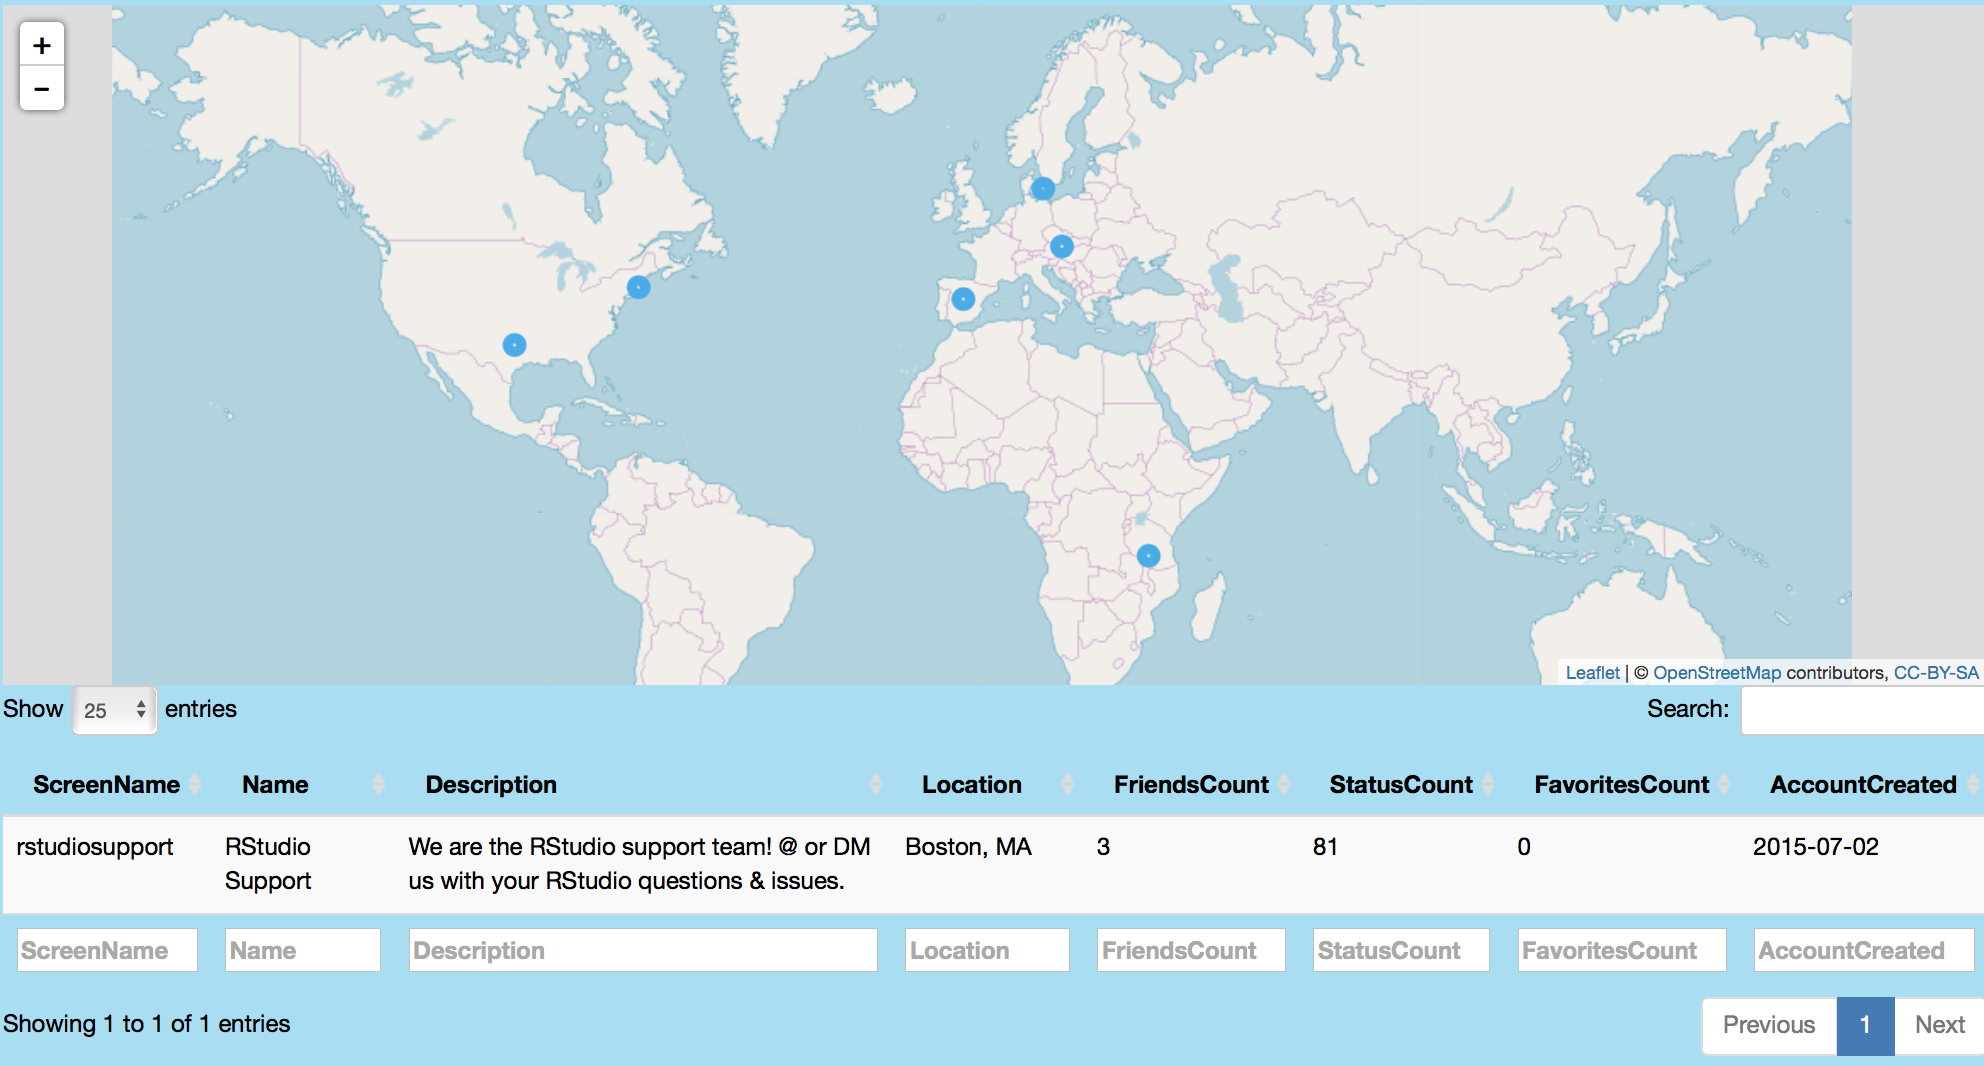 +
−
Leaflet | © OpenStreetMap contributors, CC-BY-SA
Show 25 entries
Search:
ScreenName Name Description Location FriendsCount StatusCount FavoritesCount AccountCreated
rstudiosupport RStudio We are the RStudio support team! @ or DM Boston, MA 3 81 0 2015-07-02
Support us with your RStudio questions & issues.
ScreenName Name Description Location FriendsCount StatusCount FavoritesCount AccountCreated
Showing 1 to 1 of 1 entries
Previous 1 Next